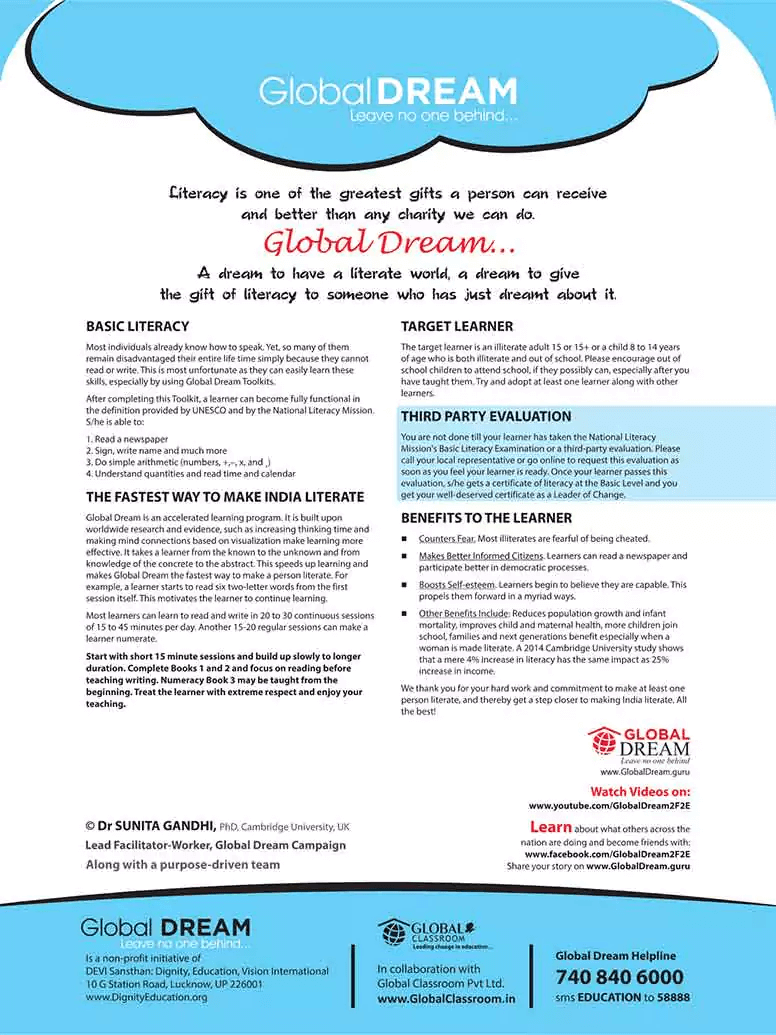 Global DREAM
Leave no one behind...
Literacy is one of the greatest gifts a person can receive
and better than any charity we can do.
Global Dream...
A dream to have a literate world, a dream to give
the gift of literacy to someone who has just dreamt about it.
BASIC LITERACY
Most individuals already know how to speak. Yet, so many of them
remain disadvantaged their entire life time simply because they cannot
read or write. This is most unfortunate as they can easily learn these
skills, especially by using Global Dream Toolkits.
After completing this Toolkit, a learner can become fully functional in
the definition provided by UNESCO and by the National Literacy Mission.
S/he is able to:
1. Read a newspaper
2. Sign, write name and much more
3. Do simple arithmetic (numbers, +,–, x, and ¸)
4. Understand quantities and read time and calendar
THE FASTEST WAY TO MAKE INDIA LITERATE
Global Dream is an accelerated learning program. It is built upon
worldwide research and evidence, such as increasing thinking time and
making mind connections based on visualization make learning more
effective. It takes a learner from the known to the unknown and from
knowledge of the concrete to the abstract. This speeds up learning and
makes Global Dream the fastest way to make a person literate. For
example, a learner starts to read six two-letter words from the first
session itself. This motivates the learner to continue learning.
Most learners can learn to read and write in 20 to 30 continuous sessions
of 15 to 45 minutes per day. Another 15-20 regular sessions can make a
learner numerate.
Start with short 15 minute sessions and build up slowly to longer
duration. Complete Books 1 and 2 and focus on reading before
teaching writing. Numeracy Book 3 may be taught from the
beginning. Treat the learner with extreme respect and enjoy your
teaching.
TARGET LEARNER
The target learner is an illiterate adult 15 or 15+ or a child 8 to 14 years
of age who is both illiterate and out of school. Please encourage out of
school children to attend school, if they possibly can, especially after you
have taught them. Try and adopt at least one learner along with other
learners.
THIRD PARTY EVALUATION
You are not done till your learner has taken the National Literacy
Mission's Basic Literacy Examination or a third-party evaluation. Please
call your local representative or go online to request this evaluation as
soon as you feel your learner is ready. Once your learner passes this
evaluation, s/he gets a certificate of literacy at the Basic Level and you
get your well-deserved certificate as a Leader of Change.
BENEFITS TO THE LEARNER
■ Counters Fear. Most illiterates are fearful of being cheated.
■ Makes Better Informed Citizens. Learners can read a newspaper and
participate better in democratic processes.
■ Boosts Self-esteem. Learners begin to believe they are capable. This
propels them forward in a myriad ways.
■ Other Benefits Include: Reduces population growth and infant
mortality, improves child and maternal health, more children join
school, families and next generations benefit especially when a
woman is made literate. A 2014 Cambridge University study shows
that a mere 4% increase in literacy has the same impact as 25%
increase in income.
We thank you for your hard work and commitment to make at least one
person literate, and thereby get a step closer to making India literate. All
the best!
GLOBAL
DREAM
Leave no one behind
www.GlobalDream.guru
Watch Videos on:
www.youtube.com/GlobalDream2F2E
Learn about what others across the
nation are doing and become friends with:
www.facebook.com/GlobalDream2F2E
Share your story on www.GlobalDream.guru
© Dr SUNITA GANDHI, PhD, Cambridge University, UK
Lead Facilitator-Worker, Global Dream Campaign
Along with a purpose-driven team
Global DREAM
Leave no one behind...
Is a non-profit initiative of
DEVI Sansthan: Dignity, Education, Vision International
10 G Station Road, Lucknow, UP 226001
www.DignityEducation.org
GLOBAL
CLASSROOM
Leading change in education...
In collaboration with
Global Classroom Pvt Ltd.
www.GlobalClassroom.in
Global Dream Helpline
740 840 6000
sms EDUCATION to 58888